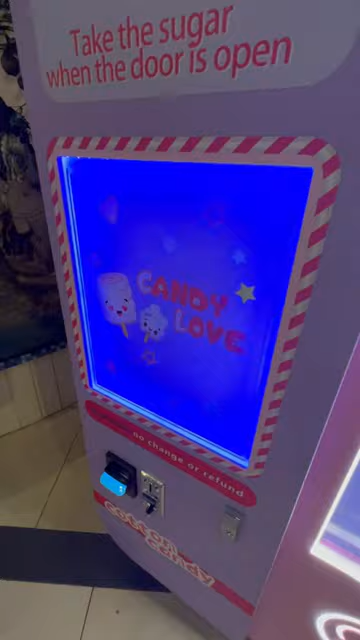 Take the sugar
when the door is open
CANDY
LOVE
no change or refund
cotton
candy